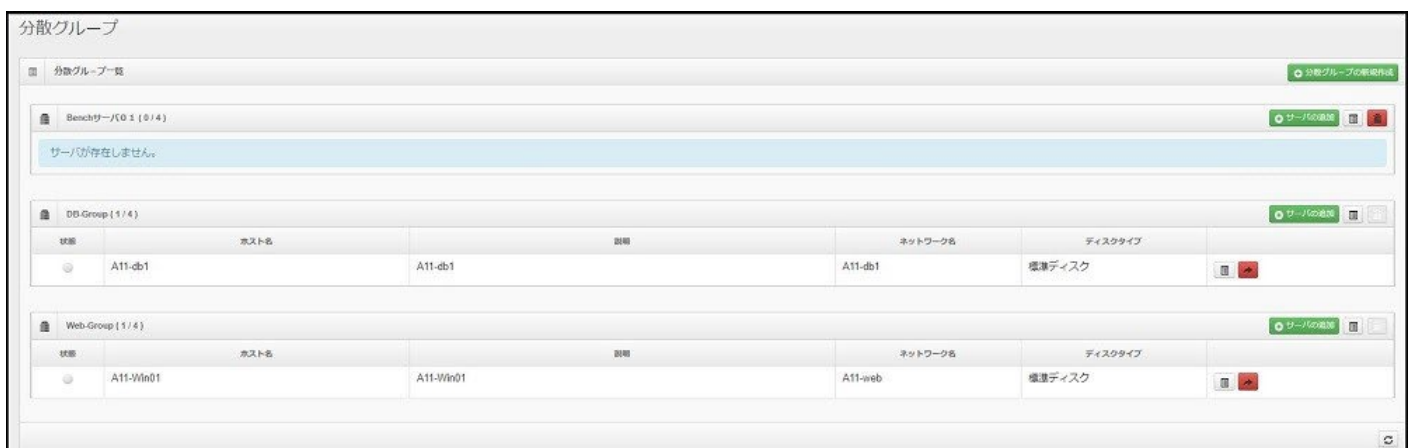 分散グループ
分散グループ一覧
分散グループの新規作成
Benchサーバ01 ( 0 / 4 )
サーバの追加
サーバが存在しません。
DB-Group ( 1 / 4 )
サーバの追加
状態 ホスト名 説明 ネットワーク名 ディスクタイプ
A11-db1 A11-db1 A11-db1 標準ディスク
Web-Group ( 1 / 4 )
サーバの追加
状態 ホスト名 説明 ネットワーク名 ディスクタイプ
A11-Win01 A11-Win01 A11-web 標準ディスク